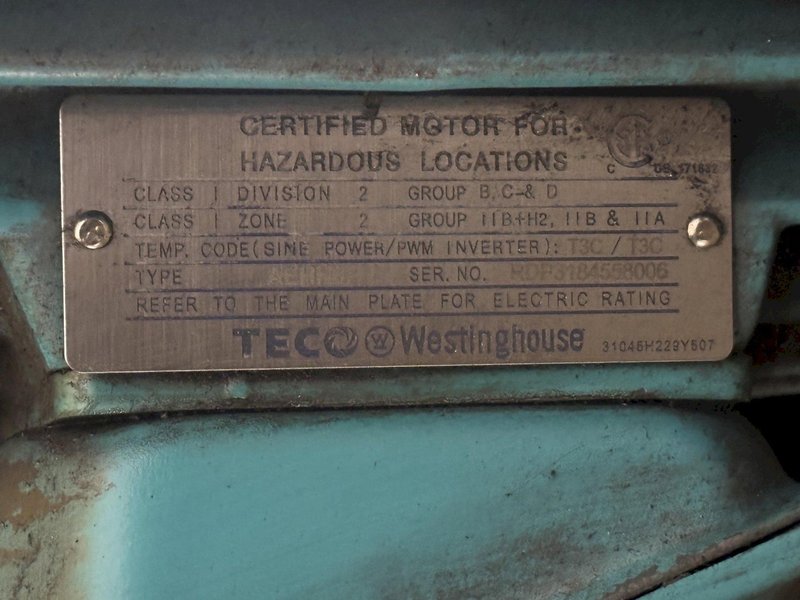 CERTIFIED MOTOR FOR
HAZARDOUS LOCATIONS
C
CLASS I DIVISION 2 GROUP B, C & D
CLASS I ZONE 2 GROUP IIB+H2, IIB & IIA
TEMP. CODE(SINE POWER/PWM INVERTER): T3C / T3C
TYPE SER. NO. RDP3184558006
REFER TO THE MAIN PLATE FOR ELECTRIC RATING
TECO W Westinghouse 31045H229Y507